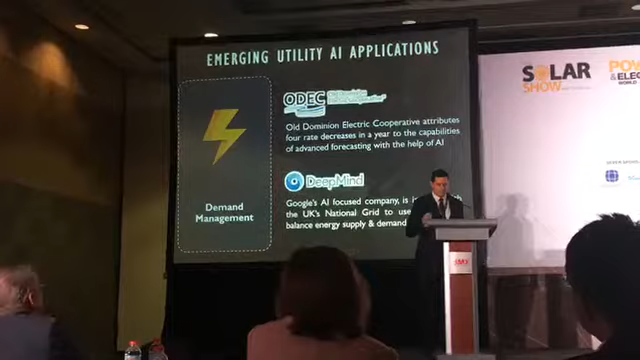 EMERGING UTILITY AI APPLICATIONS
ODEC
Old Dominion Electric Cooperative attributes
four rate decreases in a year to the capabilities
of advanced forecasting with the help of AI
DeepMind
Google's AI focused company, is
the UK's National Grid to use
balance energy supply & demand
Demand
Management
SOLAR
SHOW
POW
& ELEC
WORLD